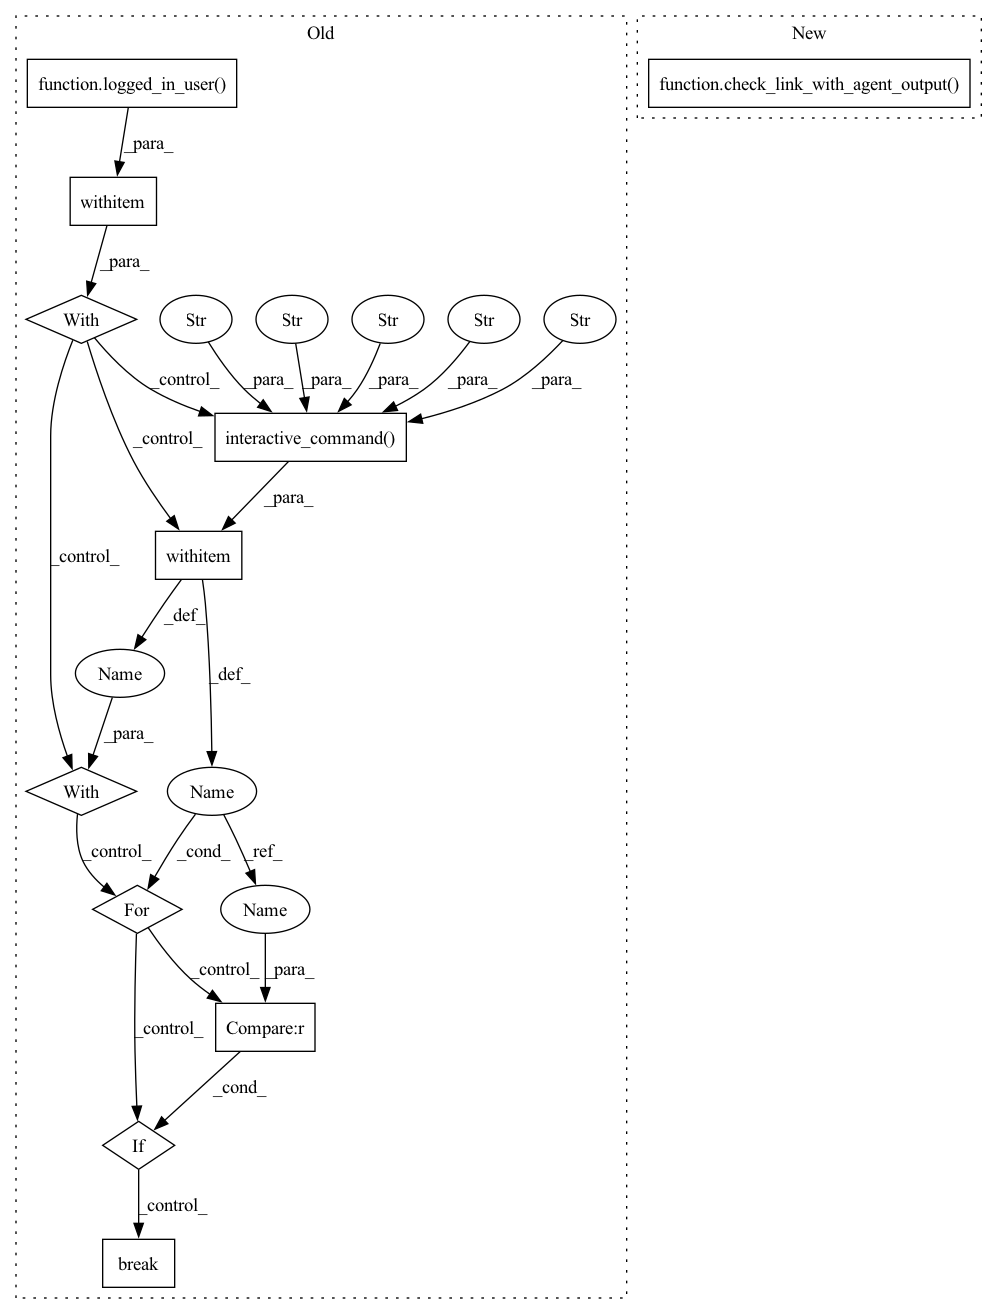 Old
New
function.logged_in_user()
function.check_link_with_agent_output()
_para_
withitem
_para_
With
Str
Str
Str
Str
Str
_control_
_para_
_para_
_para_
_para_
_para_
interactive_command()
_control_
_para_
_control_
withitem
_def_
Name
_def_
_para_
With
Name
_control_
_cond_
_ref_
For
Name
_control_
_para_
_control_
Compare:r
_cond_
If
_control_
break